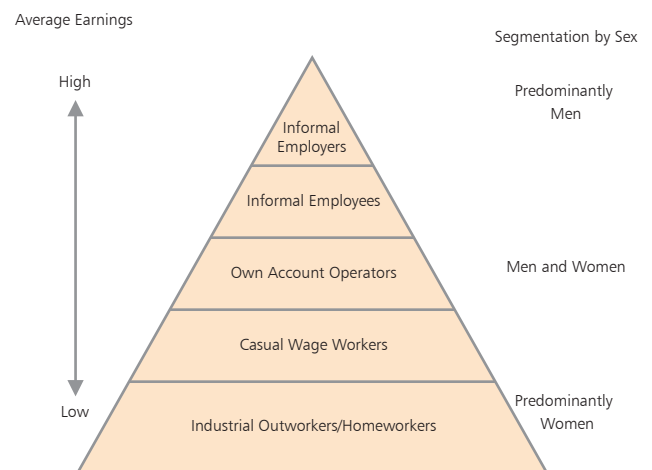 Average Earnings
Segmentation by Sex
High
Predominantly
Men
Informal
Employers
Informal Employees
Own Account Operators
Men and Women
Casual Wage Workers
Low
Predominantly
Women
Industrial Outworkers/Homeworkers